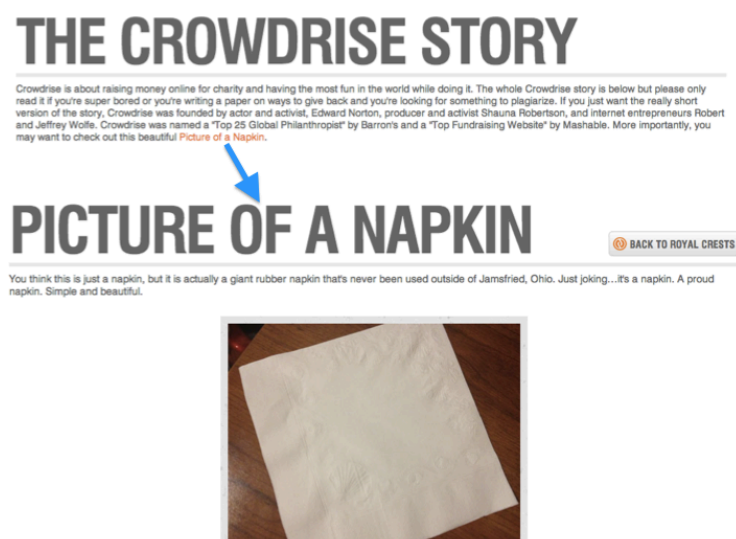 THE CROWDRISE STORY
Crowdrise is about raising money online for charity and having the most fun in the world while doing it. The whole Crowdrise story is below but please only
read it if you're super bored or you're writing a paper on ways to give back and you're looking for something to plagiarize. If you just want the really short
version of the story, Crowdrise was founded by actor and activist, Edward Norton, producer and activist Shauna Robertson, and internet entrepreneurs Robert
and Jeffrey Wolfe. Crowdrise was named a "Top 25 Global Philanthropist" by Barron's and a "Top Fundraising Website" by Mashable. More importantly, you
may want to check out this beautiful Picture of a Napkin.
PICTURE OF A NAPKIN
BACK TO ROYAL CRESTS
You think this is just a napkin, but it is actually a giant rubber napkin that's never been used outside of Jamsfried, Ohio. Just joking...it's a napkin. A proud
napkin. Simple and beautiful.